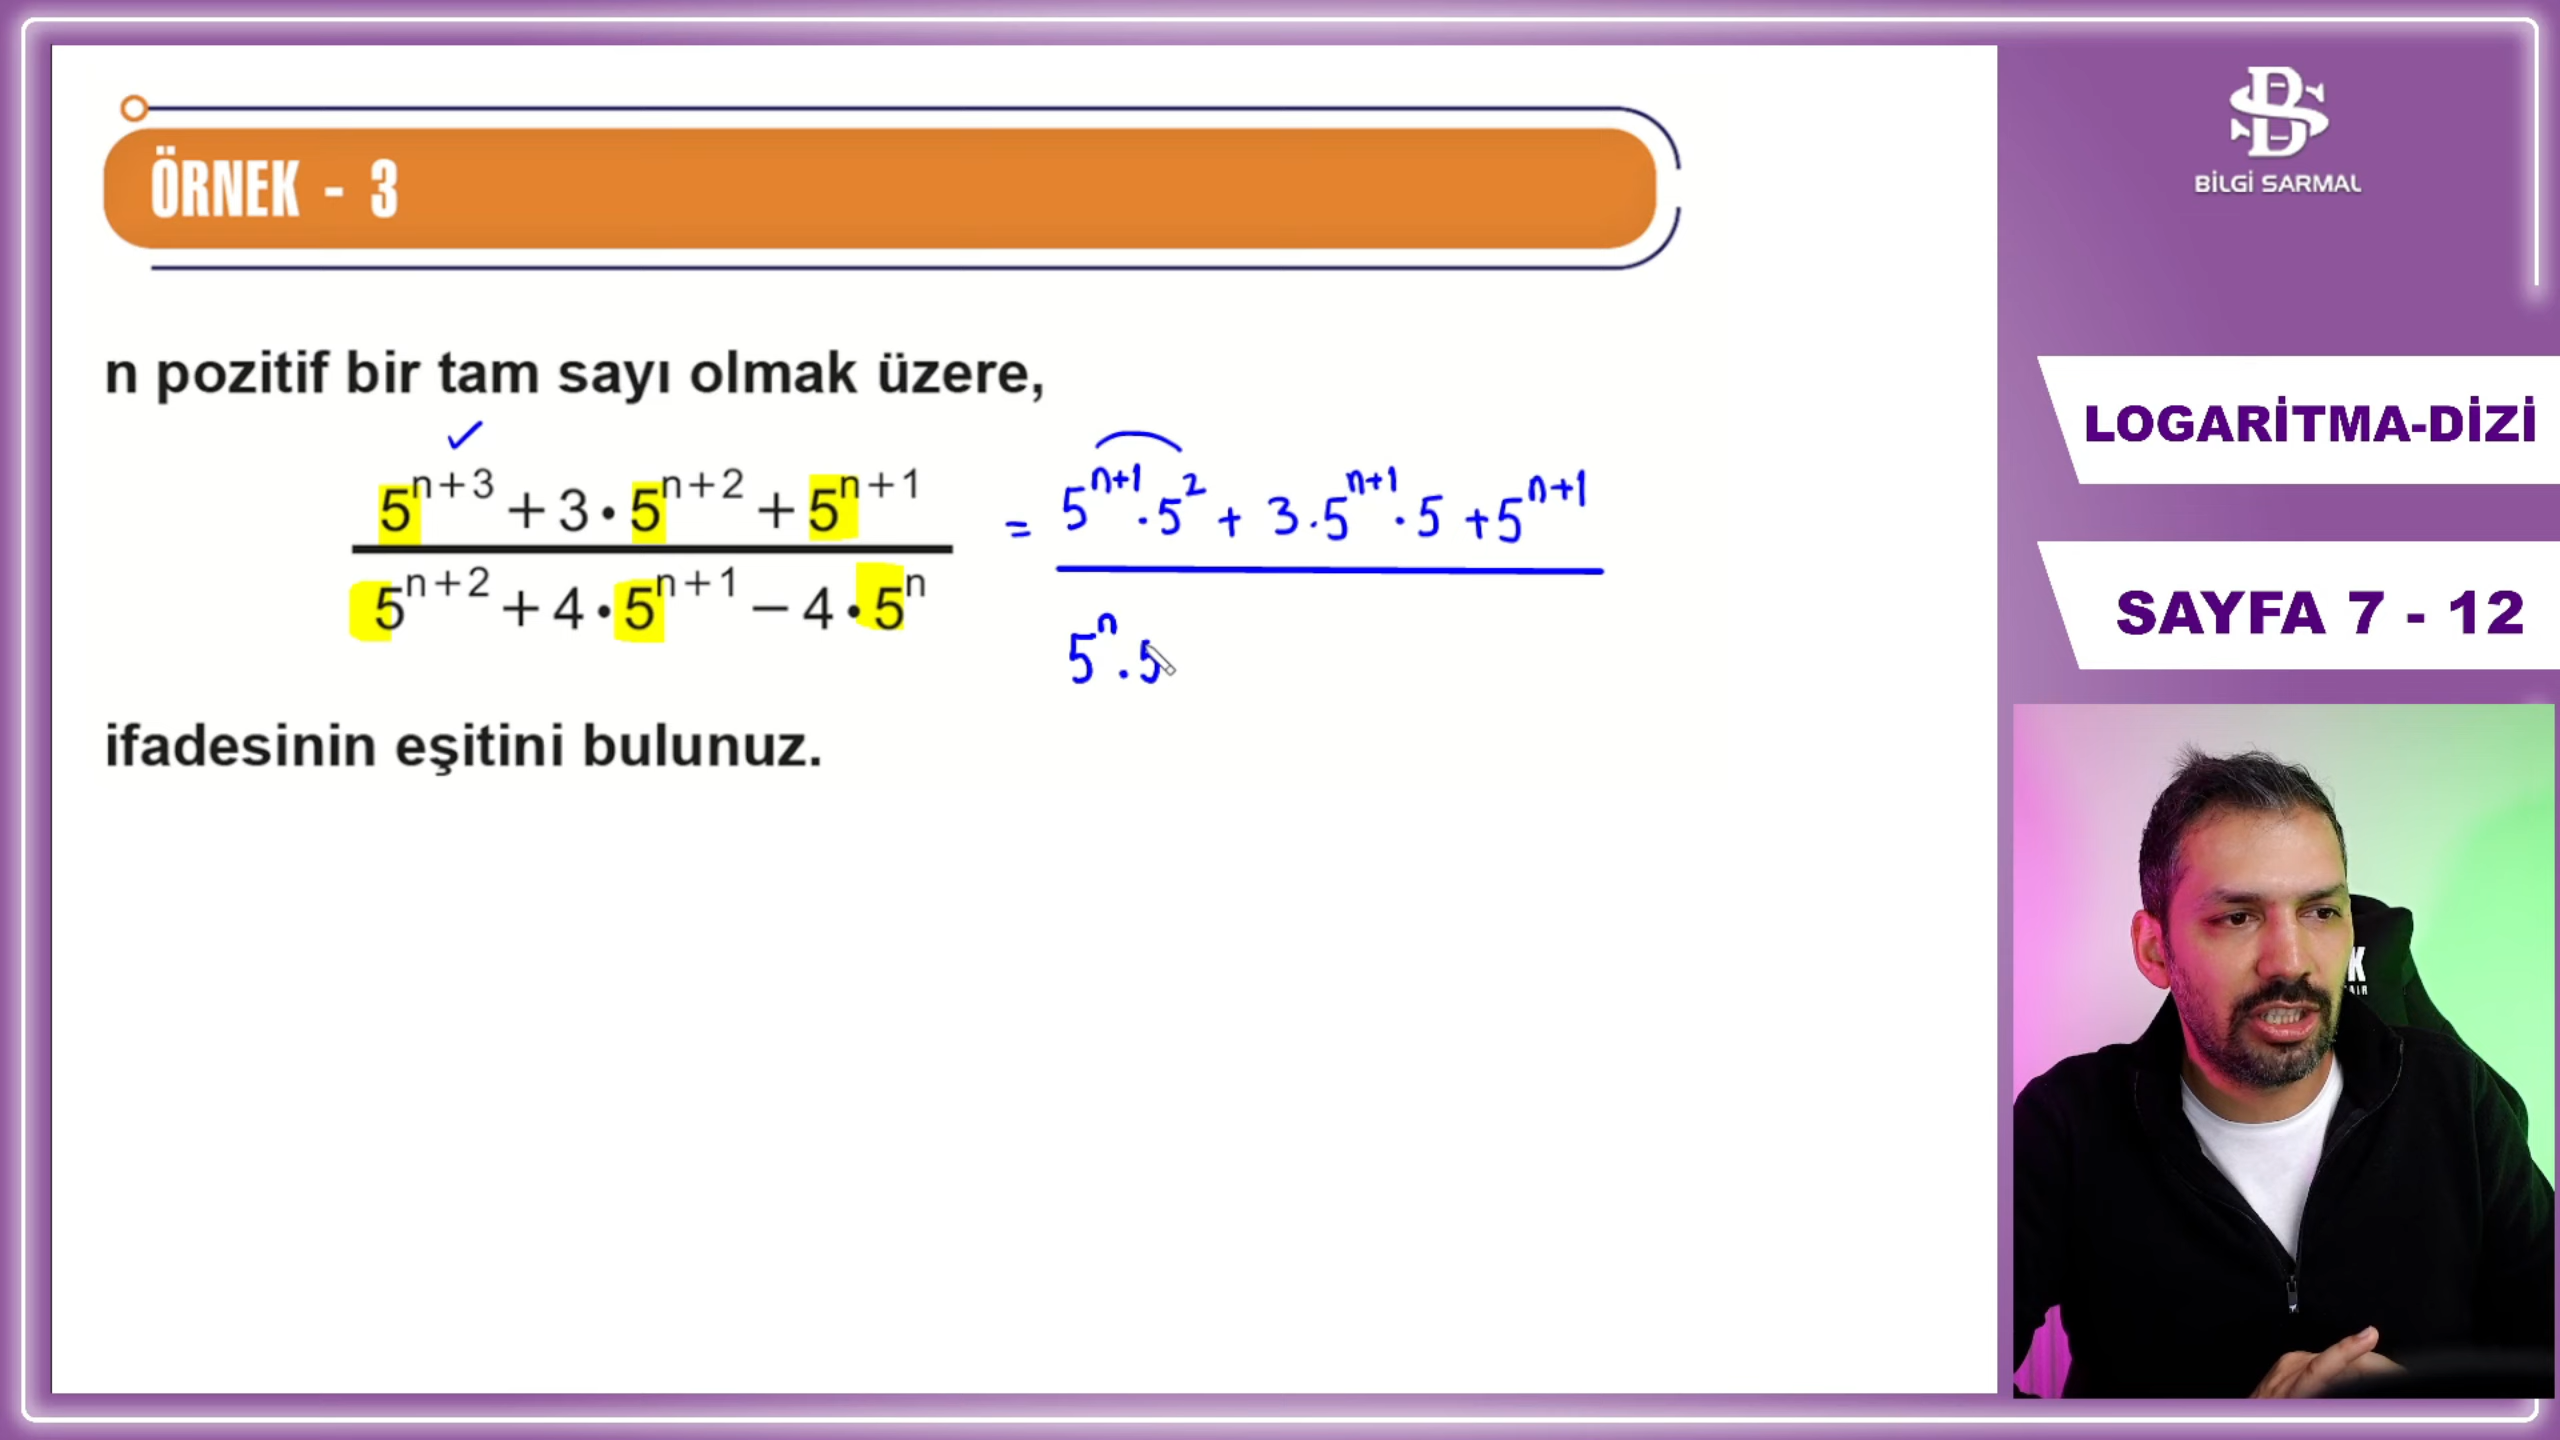 ÖRNEK - 3
n pozitif bir tam sayı olmak üzere,
5^{n+3} + 3 • 5^{n+2} + 5^{n+1}
5^{n+2} + 4 • 5^{n+1} − 4 • 5^{n}
= 5^{n+1} . 5^{2} + 3 . 5^{n+1} . 5 + 5^{n+1}
5^{n} . 5
ifadesinin eşitini bulunuz.
BİLGİ SARMAL
LOGARİTMA-DİZİ
SAYFA 7 - 12